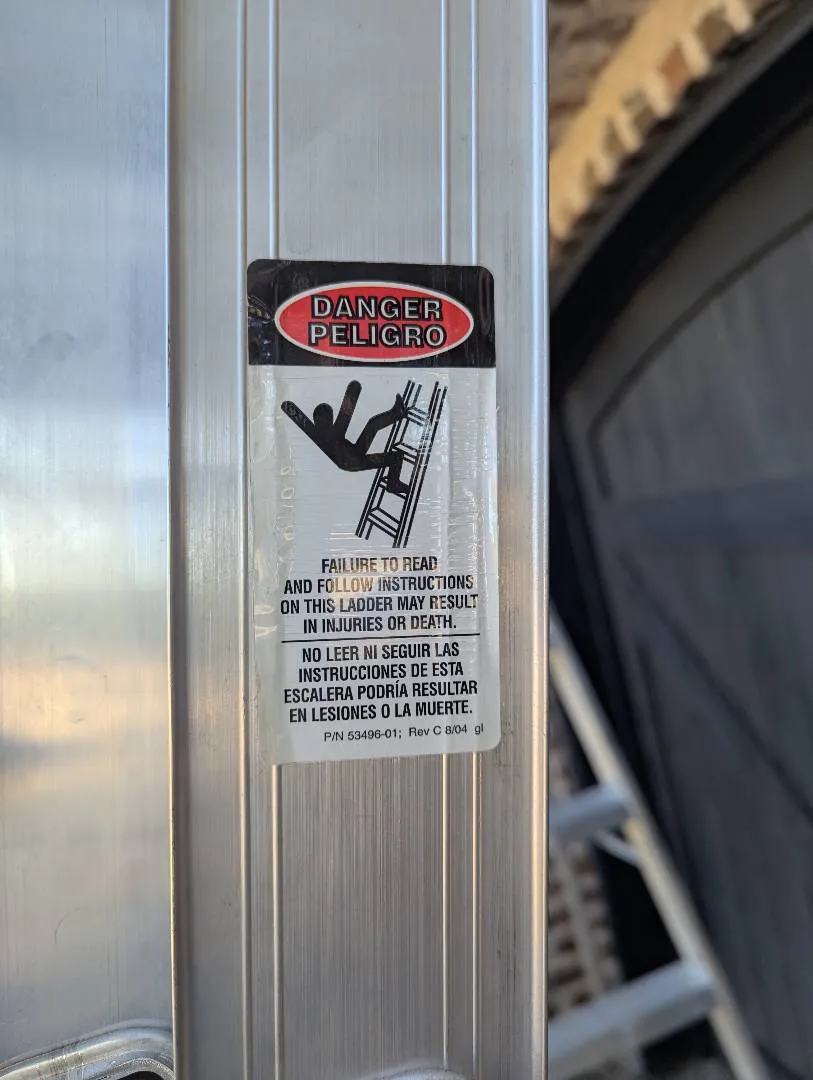 DANGER
PELIGRO
FAILURE TO READ
AND FOLLOW INSTRUCTIONS
ON THIS LADDER MAY RESULT
IN INJURIES OR DEATH.
NO LEER NI SEGUIR LAS
INSTRUCCIONES DE ESTA
ESCALERA PODRÍA RESULTAR
EN LESIONES O LA MUERTE.
P/N 53496-01; Rev C 8/04 gl